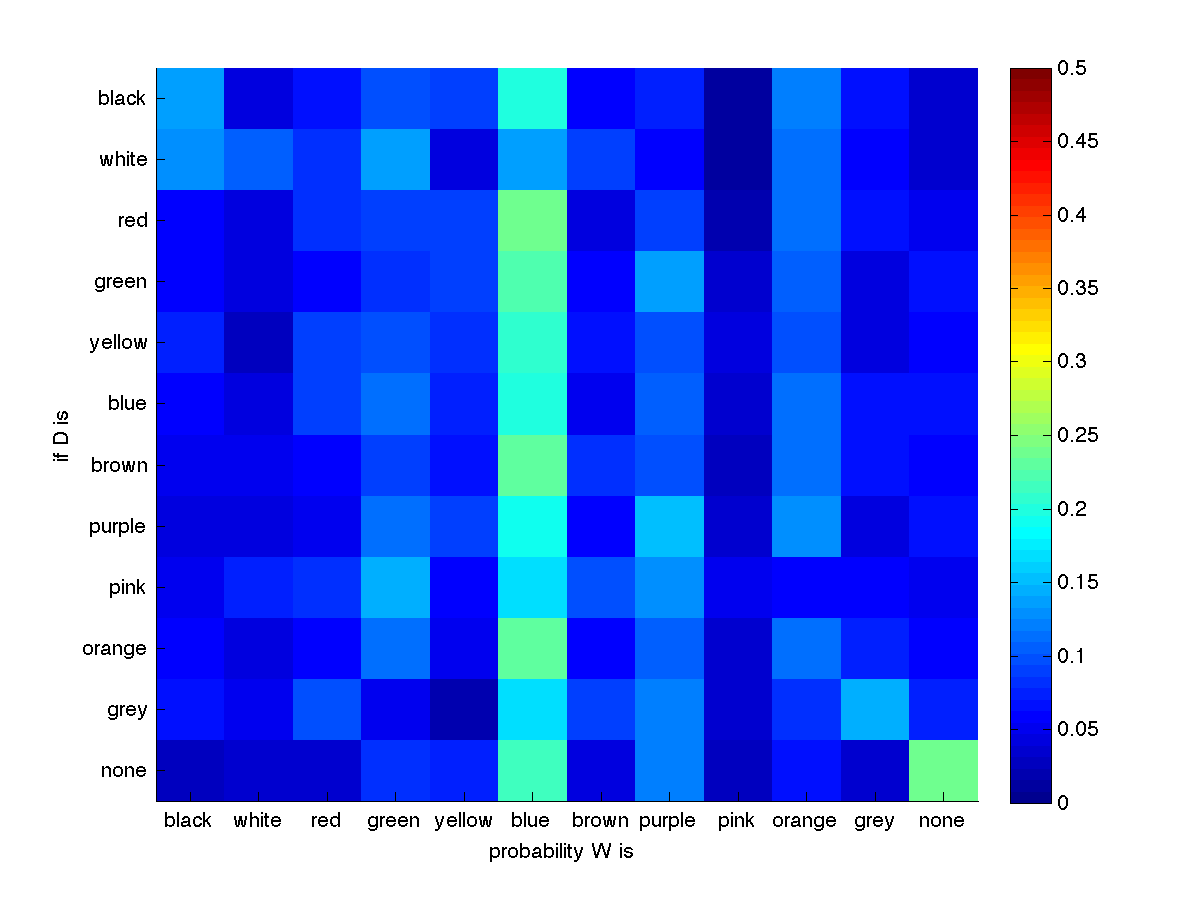 if D is
black
white
red
green
yellow
blue
brown
purple
pink
orange
grey
none
black white red green yellow blue brown purple pink orange grey none
probability W is
0.5
0.45
0.4
0.35
0.3
0.25
0.2
0.15
0.1
0.05
0